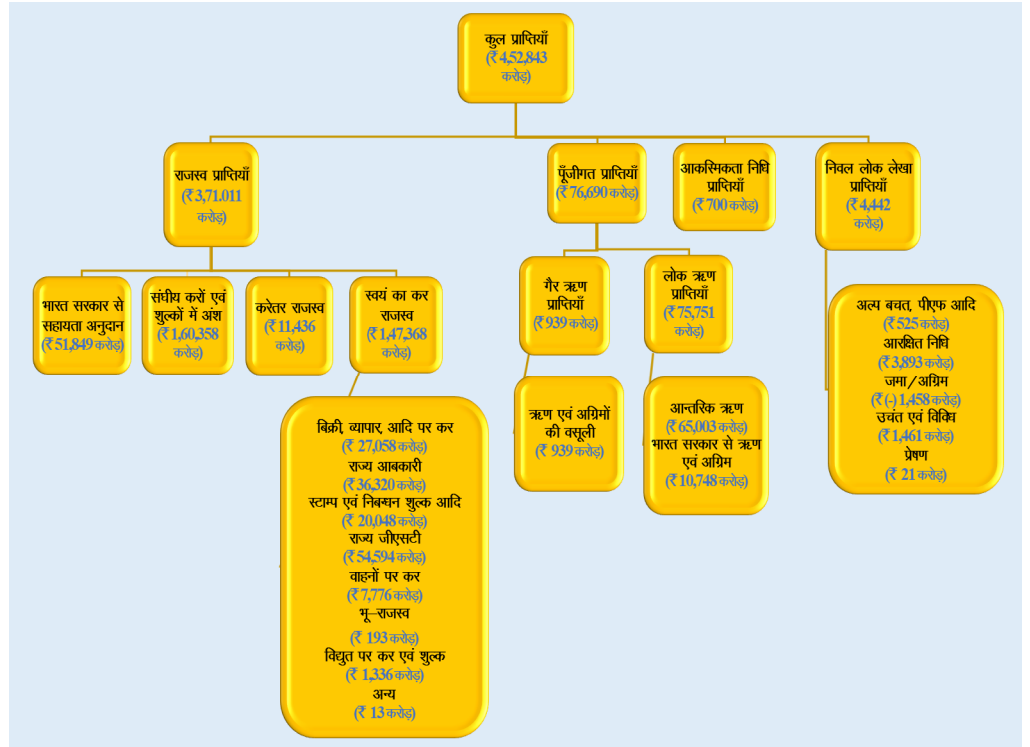 कुल प्राप्तियाँ
(₹ 4,52,843
करोड़)
राजस्व प्राप्तियाँ
(₹ 3,71.011
करोड़)
पूँजीगत प्राप्तियाँ
(₹ 76,690 करोड़)
आकस्मिकता निधि
प्राप्तियाँ
(₹ 700 करोड़)
निवल लोक लेखा
प्राप्तियाँ
(₹ 4,442
करोड़)
भारत सरकार से
सहायता अनुदान
(₹ 51,849 करोड़)
संघीय करों एवं
शुल्कों में अंश
(₹ 1,60,358
करोड़)
करेतर राजस्व
(₹ 11,436
करोड़)
स्वयं का कर
राजस्व
(₹ 1,47,368
करोड़)
गैर ऋण
प्राप्तियाँ
(₹ 939 करोड़)
लोक ऋण
प्राप्तियाँ
(₹ 75,751
करोड़)
बिक्री, व्यापार, आदि पर कर
(₹ 27,058 करोड़)
राज्य आबकारी
(₹ 36,320 करोड़)
स्टाम्प एवं निबन्धन शुल्क आदि
(₹ 20,048 करोड़)
राज्य जीएसटी
(₹ 54,594 करोड़)
वाहनों पर कर
(₹ 7,776 करोड़)
भू–राजस्व
(₹ 193 करोड़)
विद्युत पर कर एवं शुल्क
(₹ 1,336 करोड़)
अन्य
(₹ 13 करोड़)
ऋण एवं अग्रिमों
की वसूली
(₹ 939 करोड़)
आन्तरिक ऋण
(₹ 65,003 करोड़)
भारत सरकार से ऋण
एवं अग्रिम
(₹ 10,748 करोड़)
अल्प बचत, पीएफ आदि
(₹ 525 करोड़)
आरक्षित निधि
(₹ 3,893 करोड़)
जमा/अग्रिम
(₹ (-) 1,458 करोड़)
उचंत एवं विविध
(₹ 1,461 करोड़)
प्रेषण
(₹ 21 करोड़)